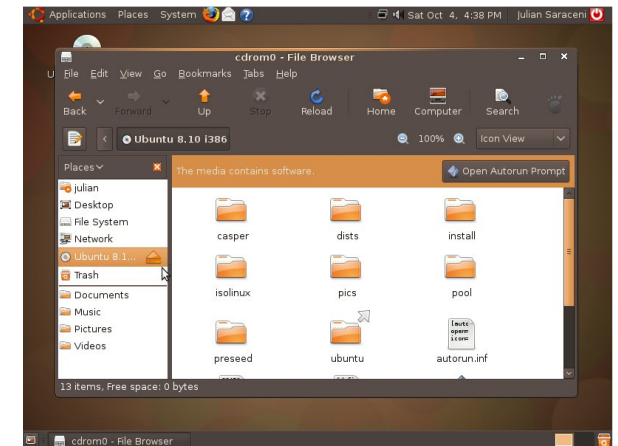 Applications Places System
Sat Oct 4, 4:38 PM Julian Saraceni
U
cdrom0 - File Browser
File Edit View Go Bookmarks Tabs Help
Back Forward Up Stop Reload Home Computer Search
Ubuntu 8.10 i386 100% Icon View
Places
The media contains software. Open Autorun Prompt
julian
Desktop
File System
Network
Ubuntu 8.1...
Trash
Documents
Music
Pictures
Videos
casper dists install
isolinux pics pool
preseed ubuntu autorun.inf
13 items, Free space: 0 bytes
cdrom0 - File Browser